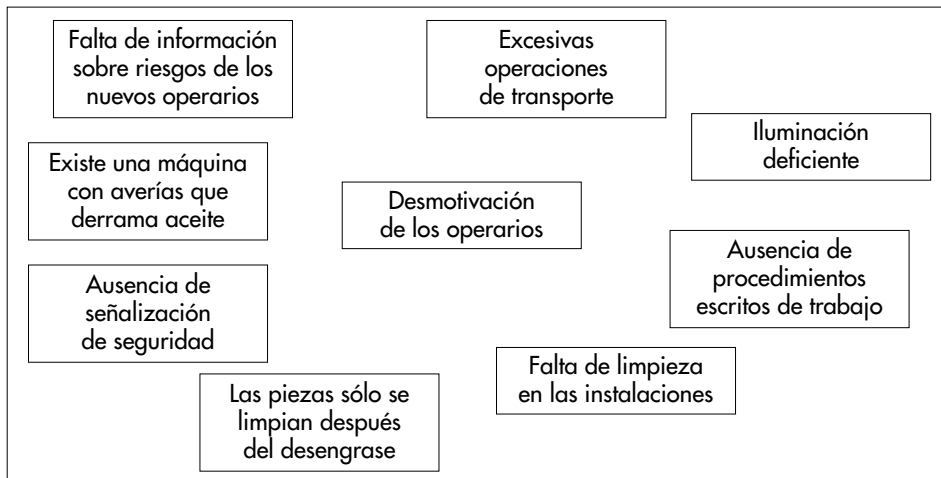 Falta de información
sobre riesgos de los
nuevos operarios
Excesivas
operaciones
de transporte
Iluminación
deficiente
Existe una máquina
con averías que
derrama aceite
Desmotivación
de los operarios
Ausencia de
procedimientos
escritos de trabajo
Ausencia de
señalización
de seguridad
Falta de limpieza
en las instalaciones
Las piezas sólo se
limpian después
del desengrase